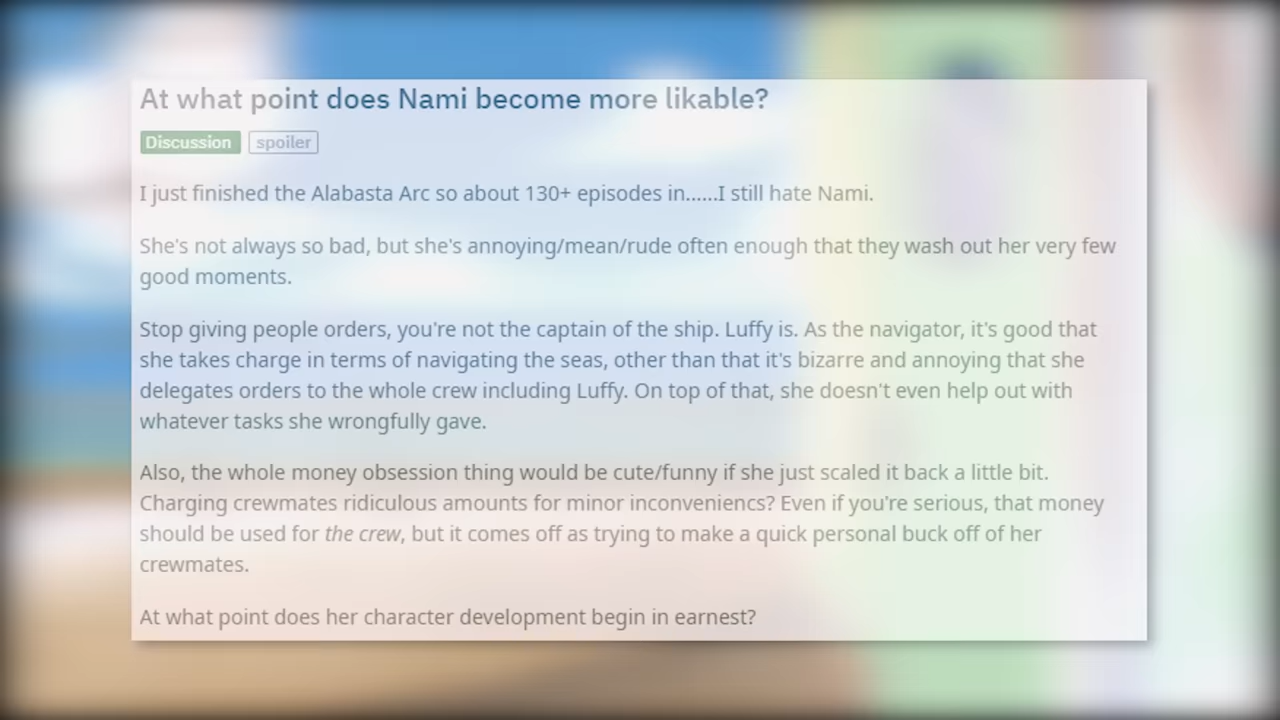 At what point does Nami become more likable?
Discussion spoiler
I just finished the Alabasta Arc so about 130+ episodes in......I still hate Nami.
She's not always so bad, but she's annoying/mean/rude often enough that they wash out her very few
good moments.
Stop giving people orders, you're not the captain of the ship. Luffy is. As the navigator, it's good that
she takes charge in terms of navigating the seas, other than that it's bizarre and annoying that she
delegates orders to the whole crew including Luffy. On top of that, she doesn't even help out with
whatever tasks she wrongfully gave.
Also, the whole money obsession thing would be cute/funny if she just scaled it back a little bit.
Charging crewmates ridiculous amounts for minor inconveniencs? Even if you're serious, that money
should be used for the crew, but it comes off as trying to make a quick personal buck off of her
crewmates.
At what point does her character development begin in earnest?